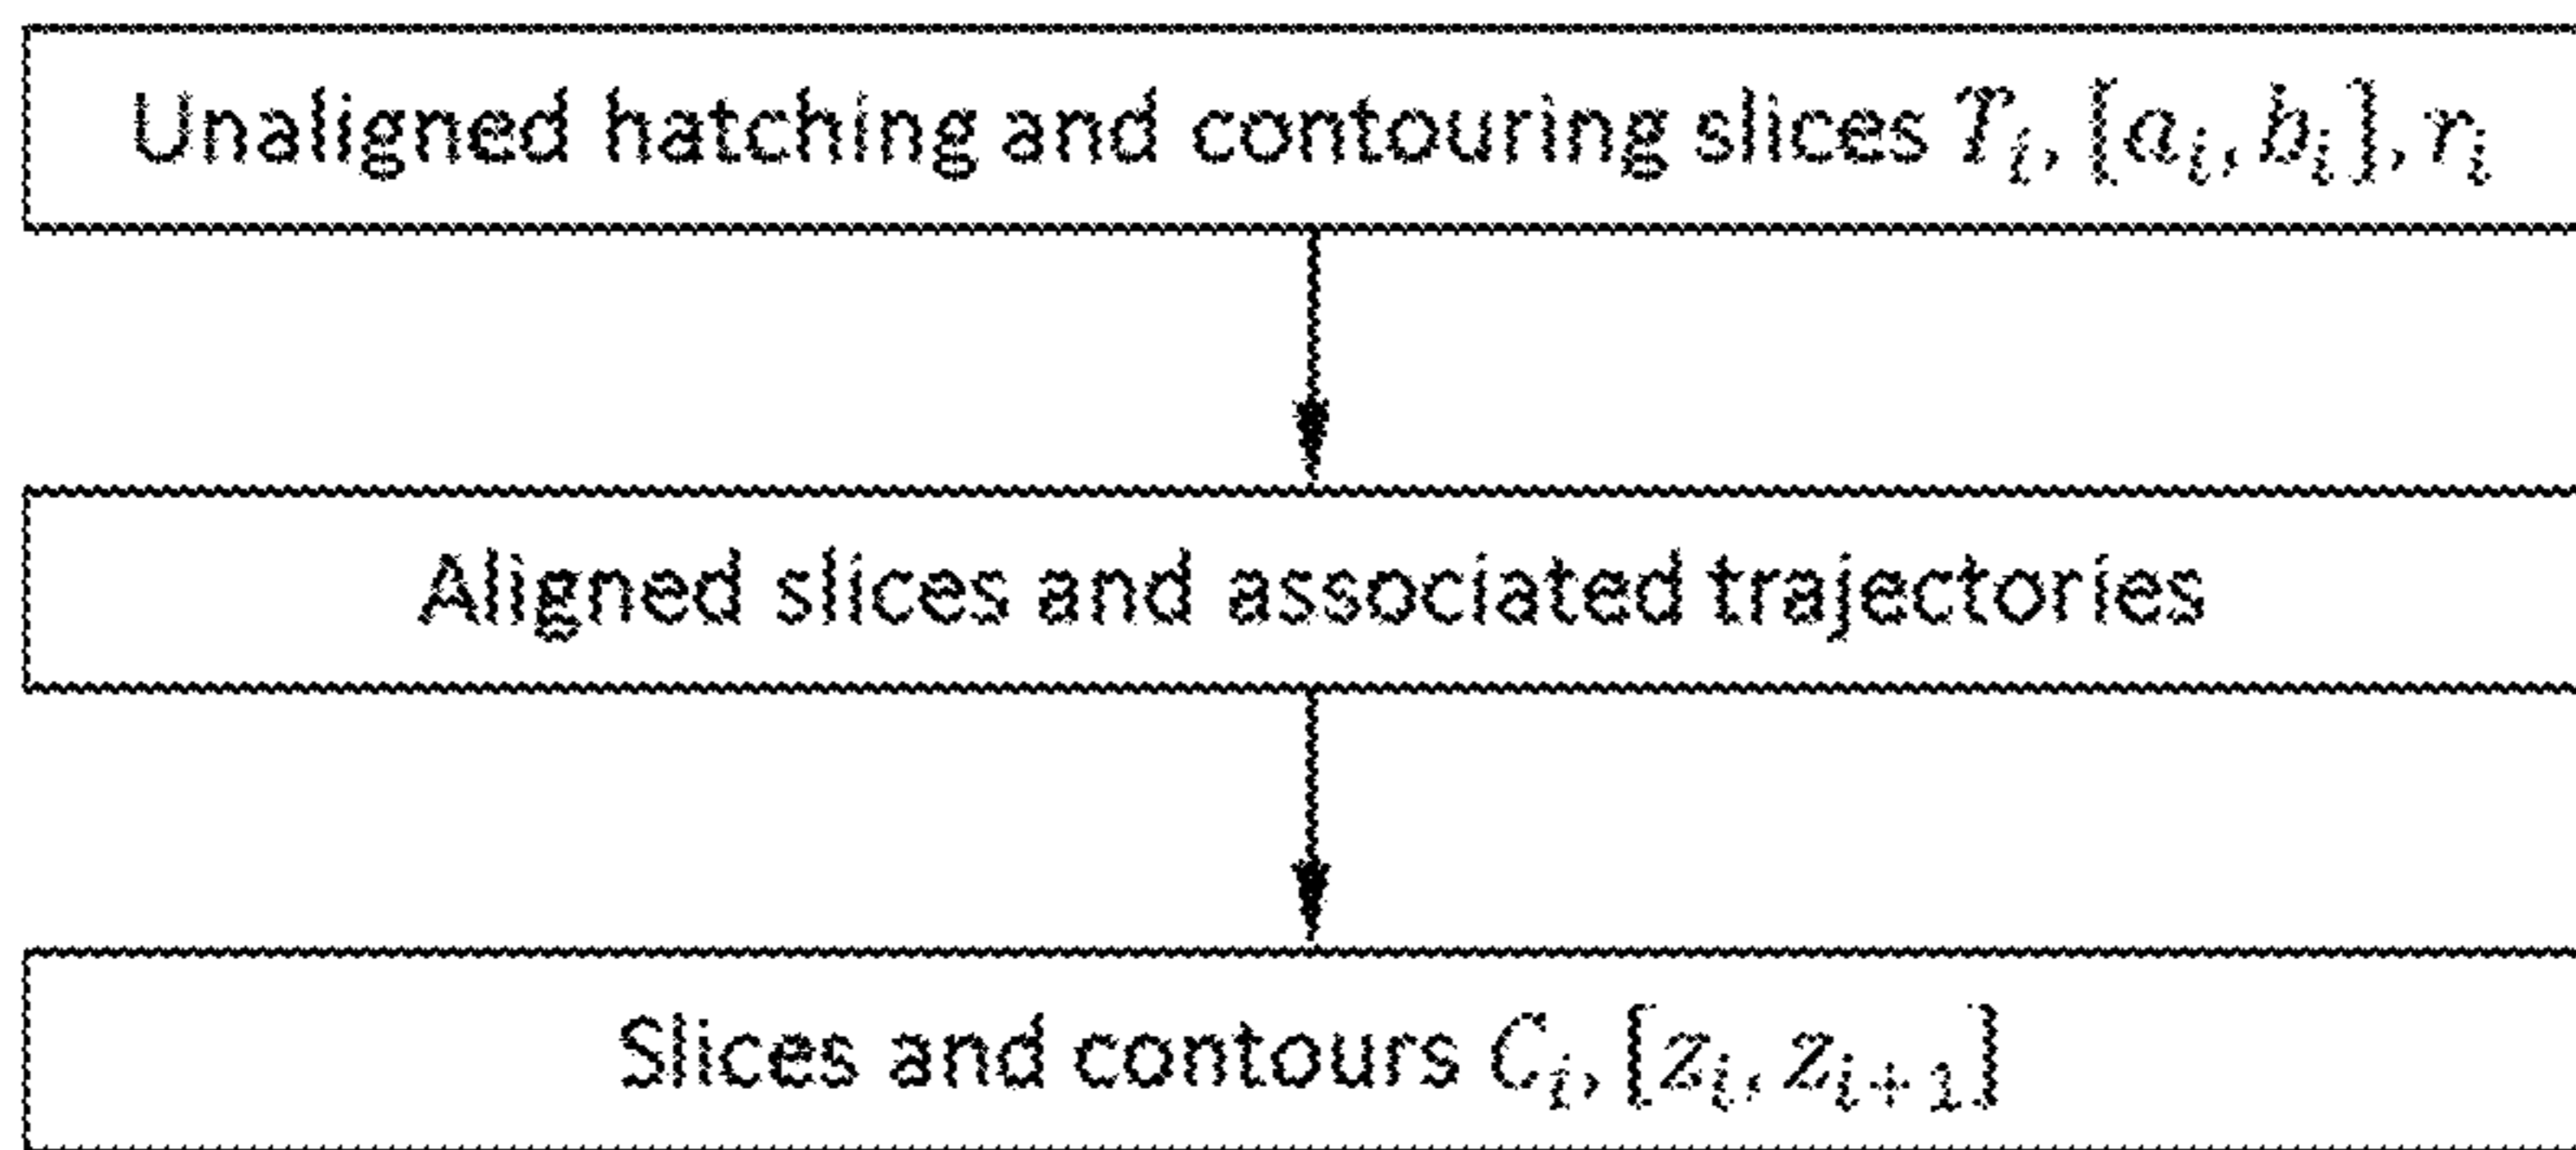 Unaligned hatching and contouring slices Tᵢ, [aᵢ, bᵢ], rᵢ
Aligned slices and associated trajectories
Slices and contours Cᵢ, [zᵢ, zᵢ₊₁]